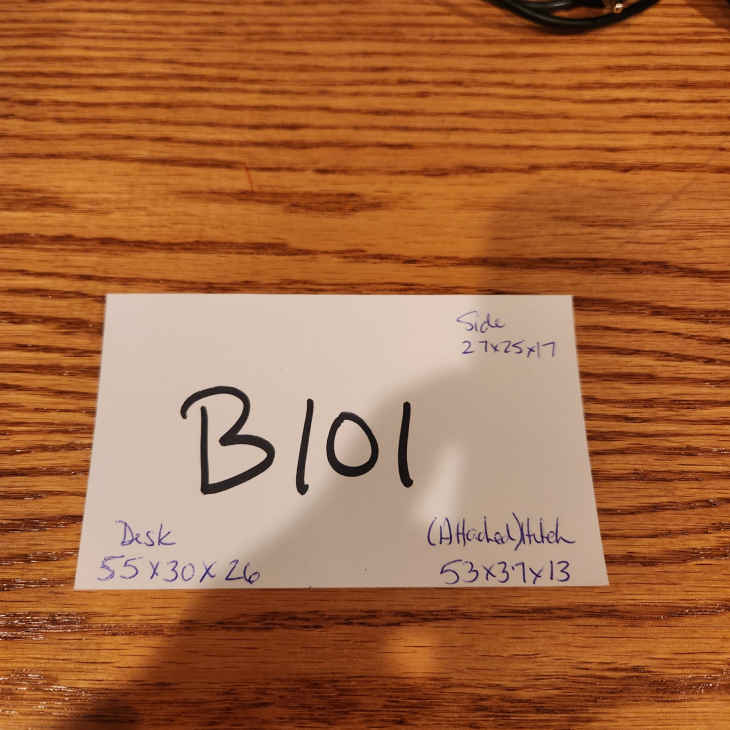 Side
27x25x17
B101
Desk
55x30x26
(Attached) Hutch
53x37x13